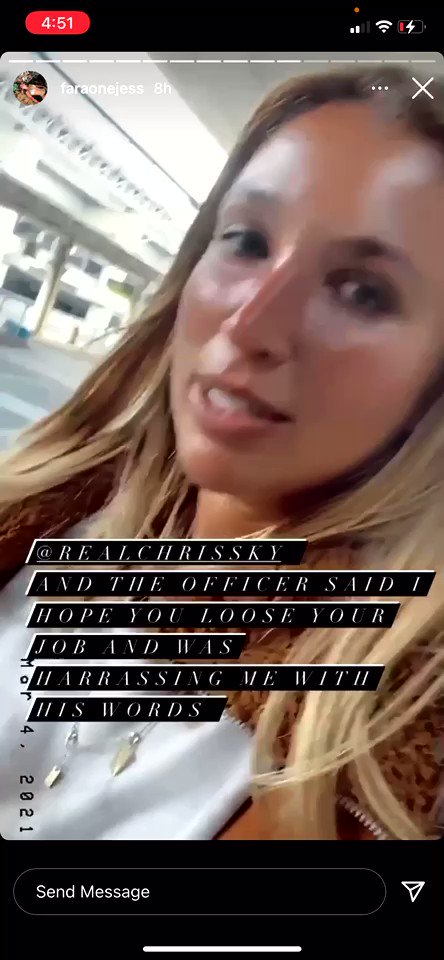 4:51
faraonejess 8h
@REALCHRISSKY
AND THE OFFICER SAID I
HOPE YOU LOOSE YOUR
JOB AND WAS
HARRASSING ME WITH
HIS WORDS
Mar 4, 2021
Send Message